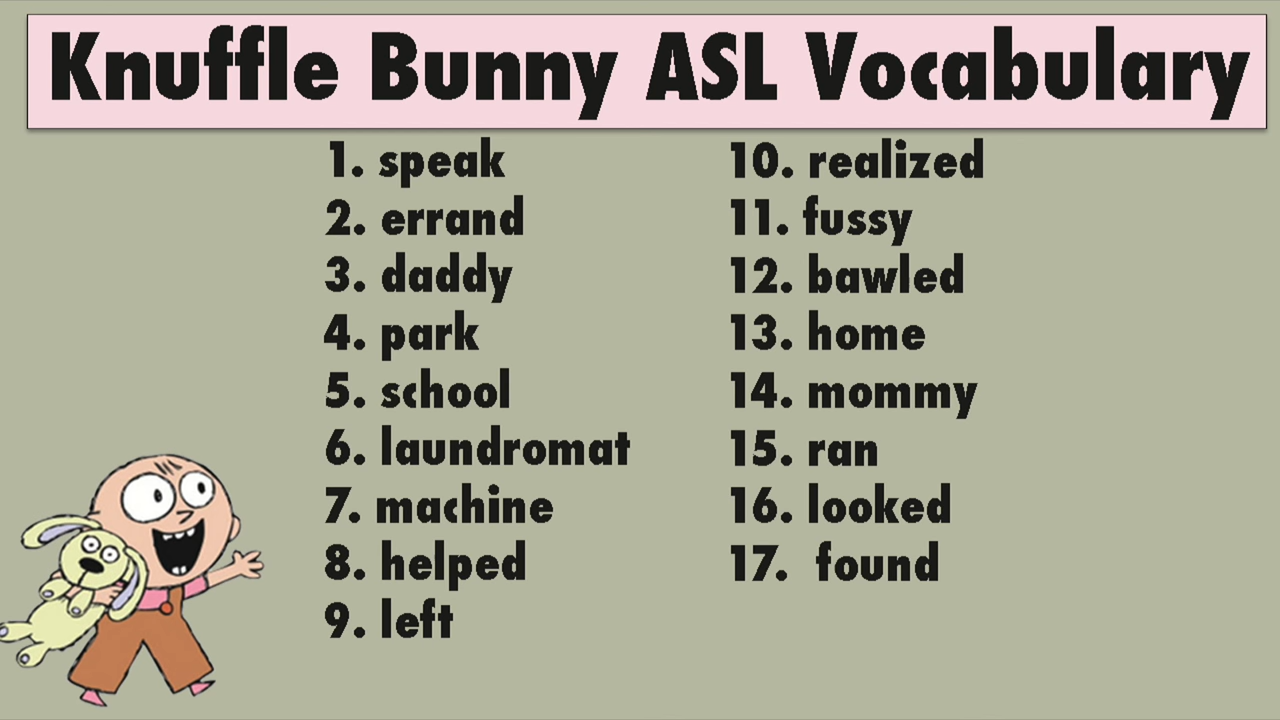 Knuffle Bunny ASL Vocabulary
1. speak
2. errand
3. daddy
4. park
5. school
6. laundromat
7. machine
8. helped
9. left
10. realized
11. fussy
12. bawled
13. home
14. mommy
15. ran
16. looked
17. found